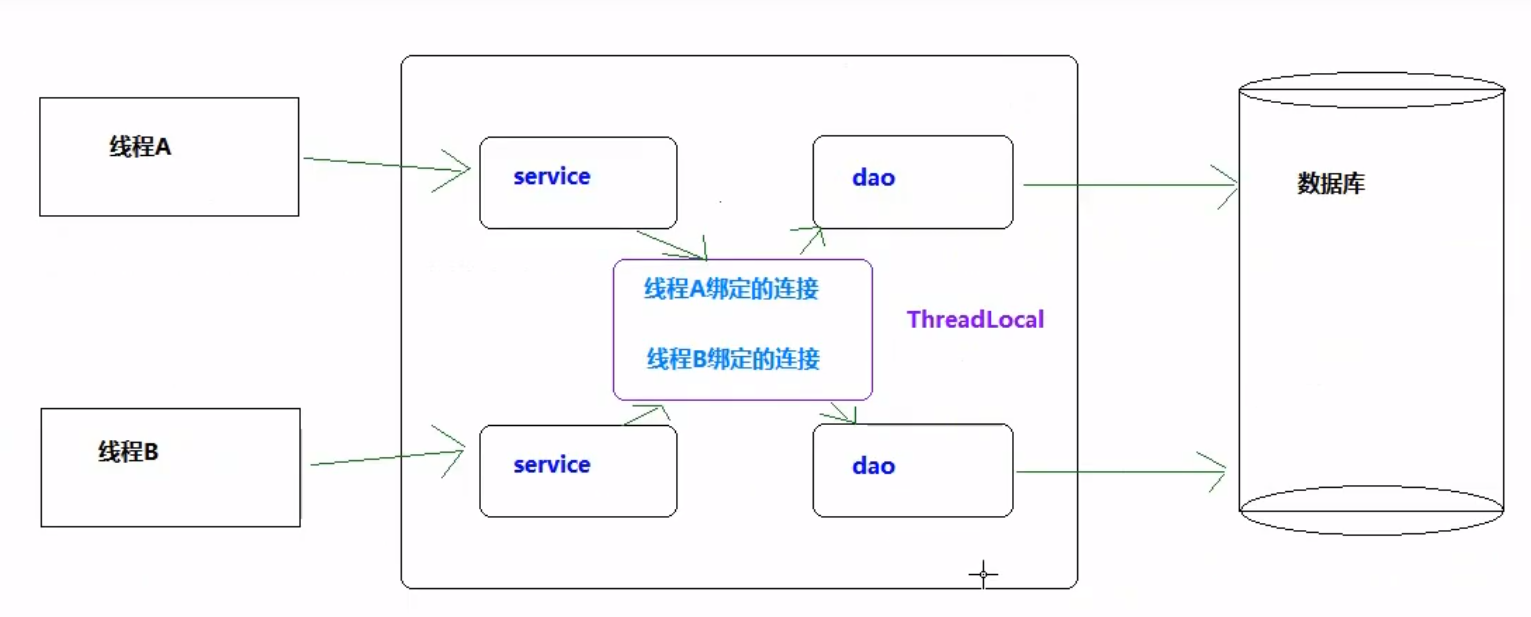 线程A
service
dao
数据库
线程A绑定的连接
ThreadLocal
线程B绑定的连接
线程B
service
dao